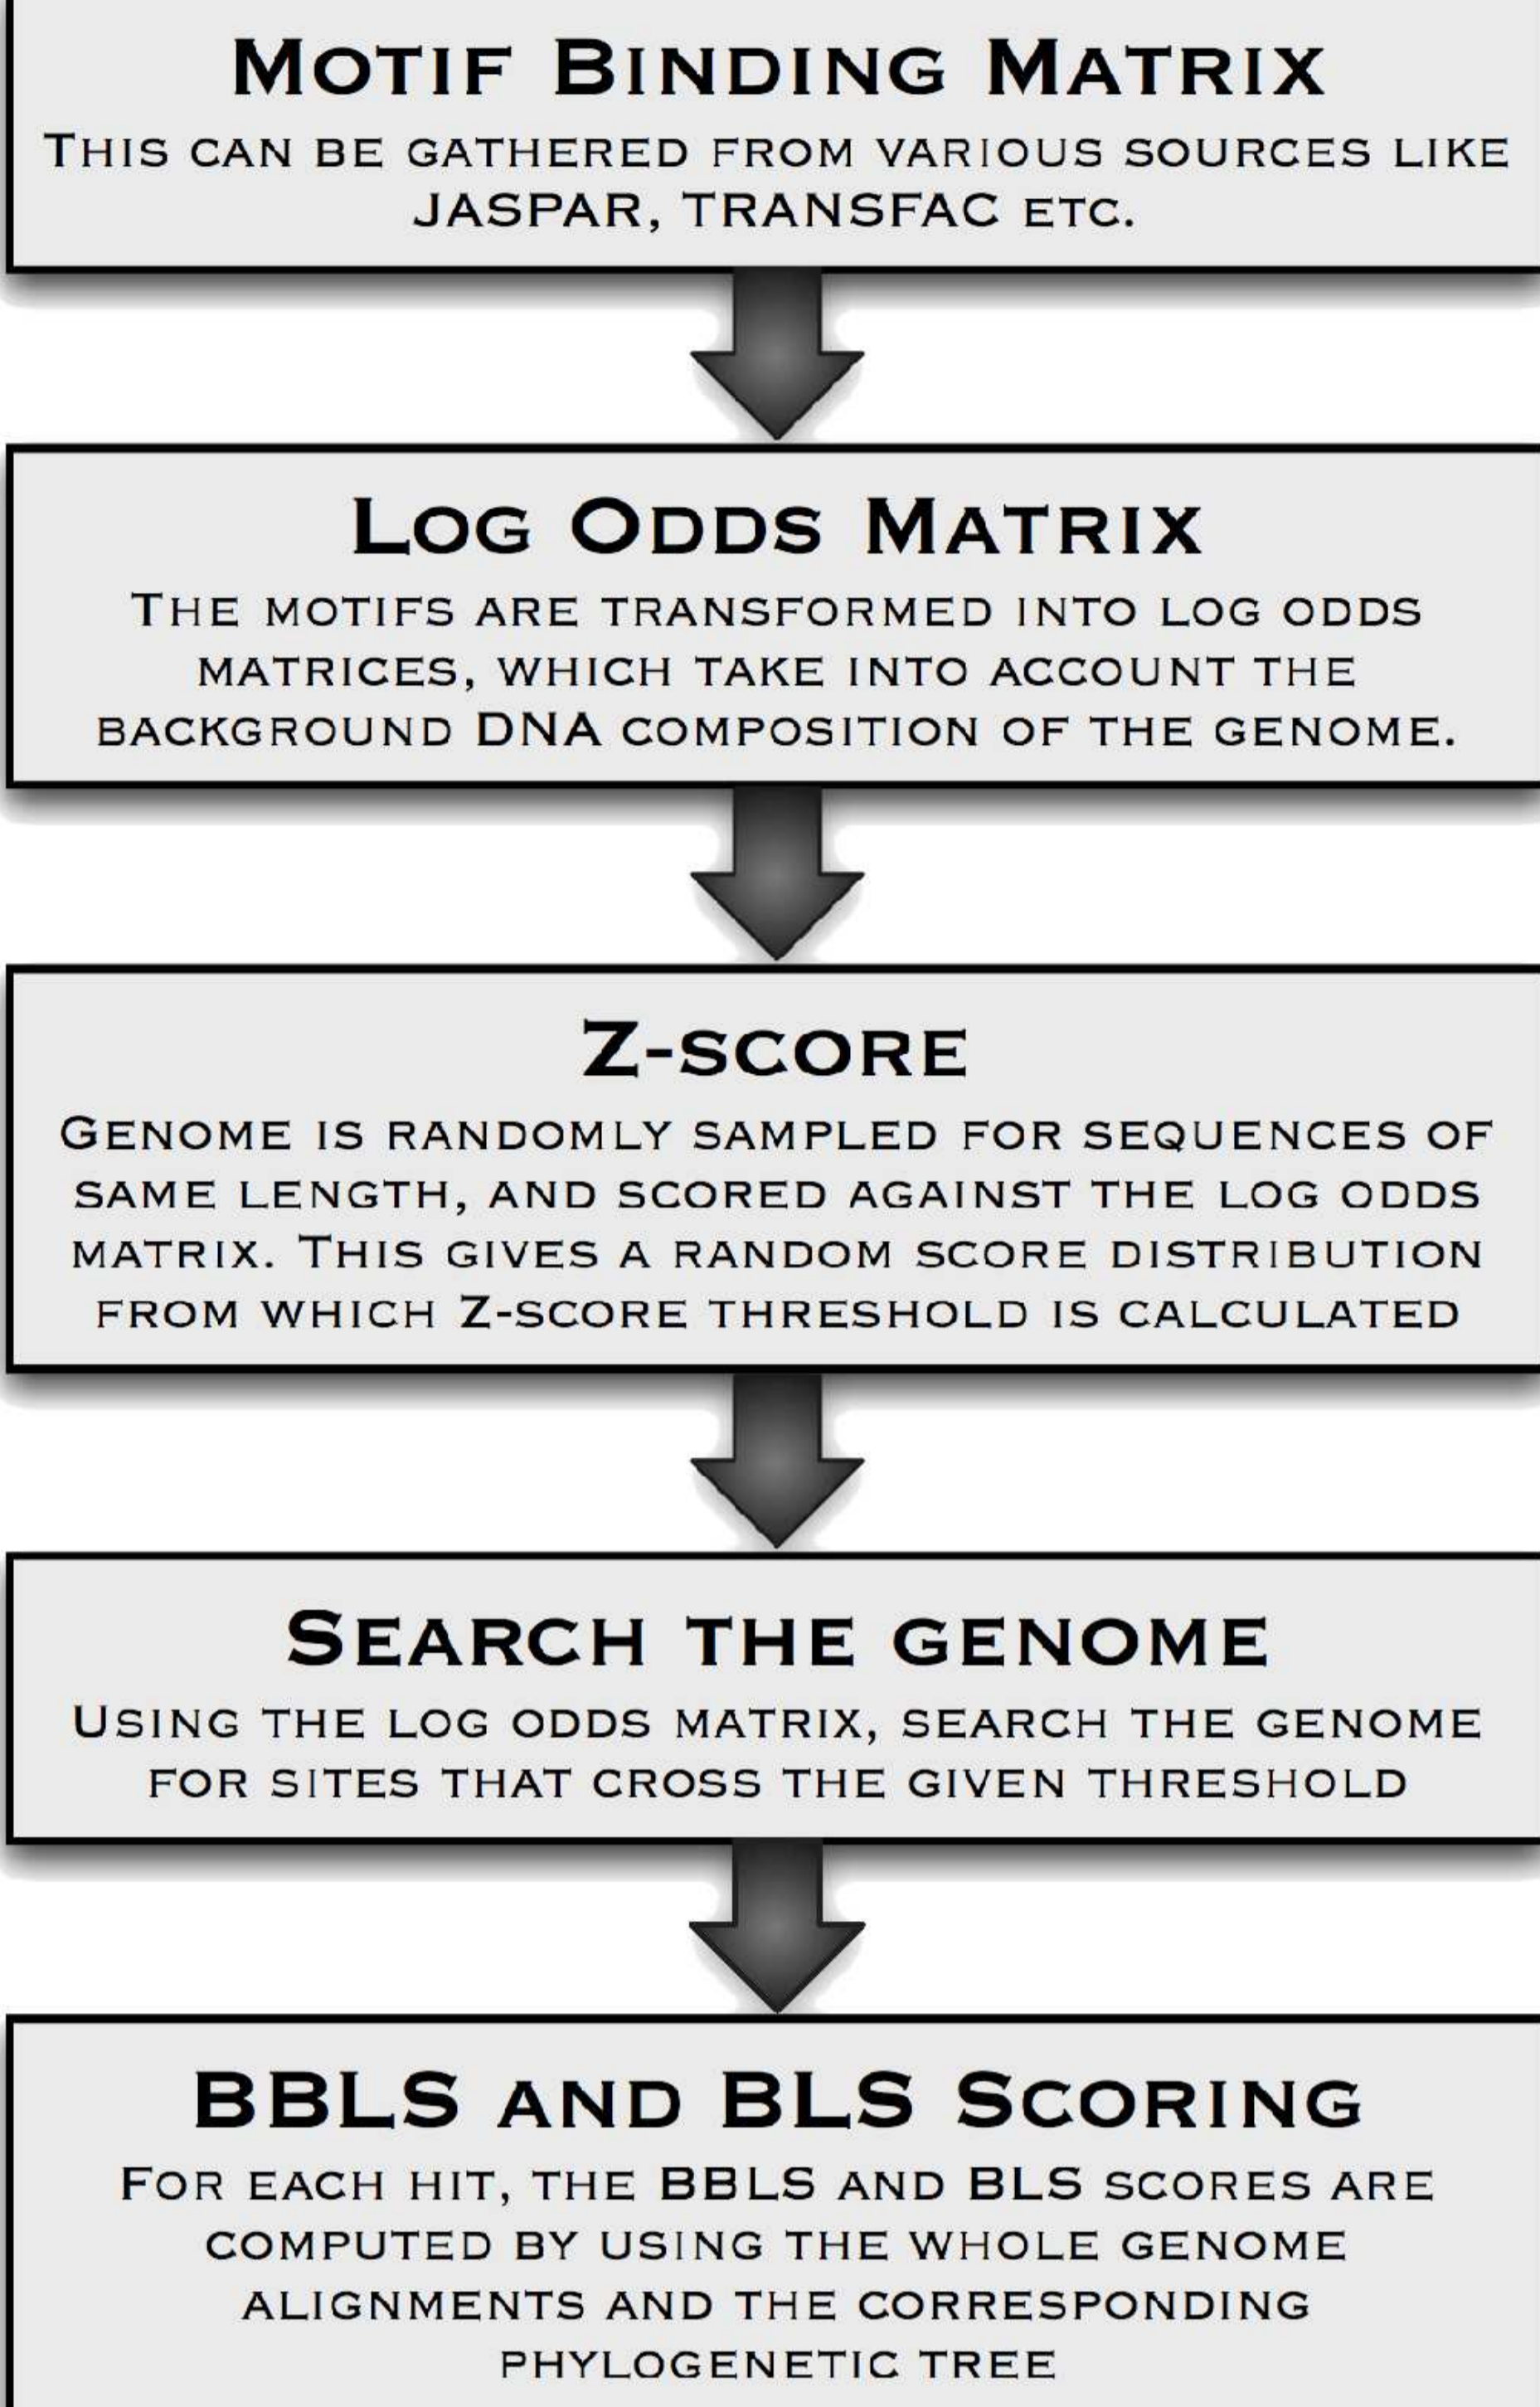 MOTIF BINDING MATRIX
THIS CAN BE GATHERED FROM VARIOUS SOURCES LIKE
JASPAR, TRANSFAC ETC.
LOG ODDS MATRIX
THE MOTIFS ARE TRANSFORMED INTO LOG ODDS
MATRICES, WHICH TAKE INTO ACCOUNT THE
BACKGROUND DNA COMPOSITION OF THE GENOME.
Z-SCORE
GENOME IS RANDOMLY SAMPLED FOR SEQUENCES OF
SAME LENGTH, AND SCORED AGAINST THE LOG ODDS
MATRIX. THIS GIVES A RANDOM SCORE DISTRIBUTION
FROM WHICH Z-SCORE THRESHOLD IS CALCULATED
SEARCH THE GENOME
USING THE LOG ODDS MATRIX, SEARCH THE GENOME
FOR SITES THAT CROSS THE GIVEN THRESHOLD
BBLS AND BLS SCORING
FOR EACH HIT, THE BBLS AND BLS SCORES ARE
COMPUTED BY USING THE WHOLE GENOME
ALIGNMENTS AND THE CORRESPONDING
PHYLOGENETIC TREE